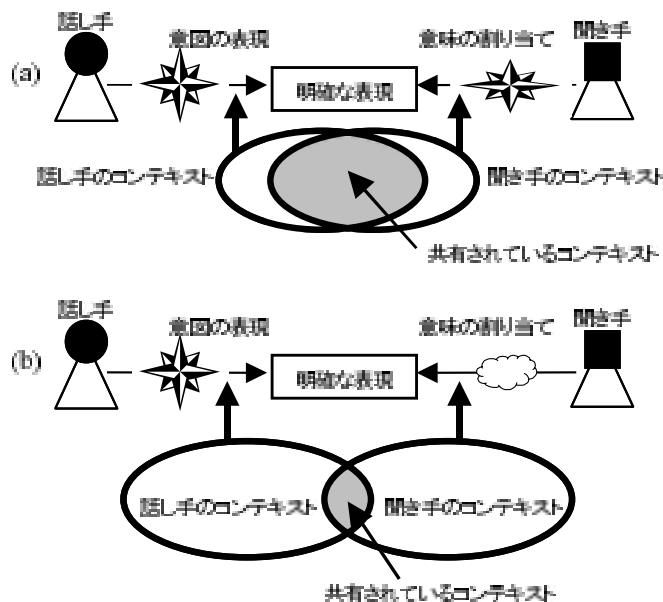 話し手
意図の表現
意味の割り当て
聞き手
(a)
明確な表現
話し手のコンテキスト
聞き手のコンテキスト
共有されているコンテキスト
話し手
意図の表現
意味の割り当て
聞き手
(b)
明確な表現
話し手のコンテキスト
聞き手のコンテキスト
共有されているコンテキスト